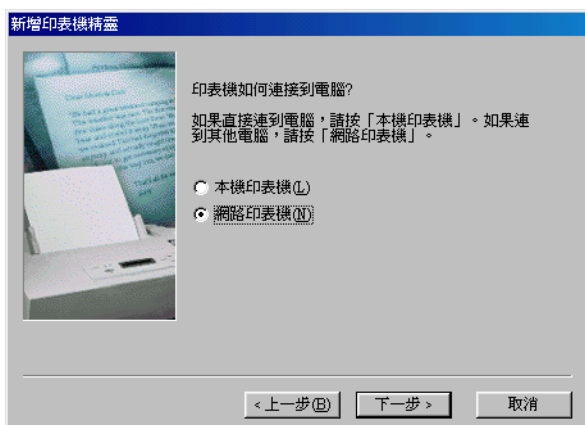 新增印表機精靈
印表機如何連接到電腦?
如果直接連到電腦，請按「本機印表機」。如果連
到其他電腦，請按「網路印表機」。
本機印表機(L)
網路印表機(N)
<上一步(B)
下一步>
取消